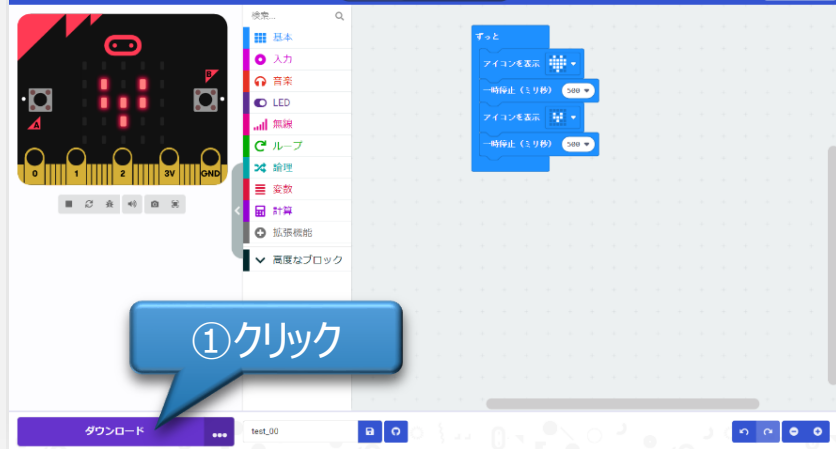 検索...
基本
入力
音楽
LED
無線
ループ
論理
変数
計算
拡張機能
高度なブロック
B
A
0 1 2 3V GND
ずっと
アイコンを表示
一時停止 (ミリ秒) 500
アイコンを表示
一時停止 (ミリ秒) 500
①クリック
ダウンロード
test_00